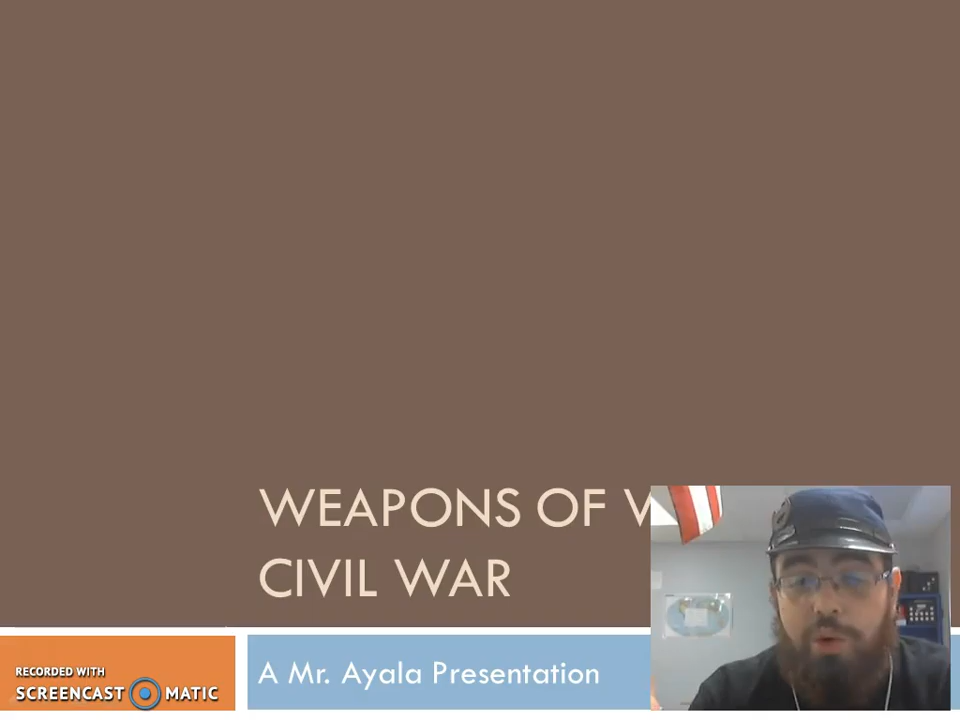 WEAPONS OF
CIVIL WAR
A Mr. Ayala Presentation
RECORDED WITH
SCREENCAST MATIC